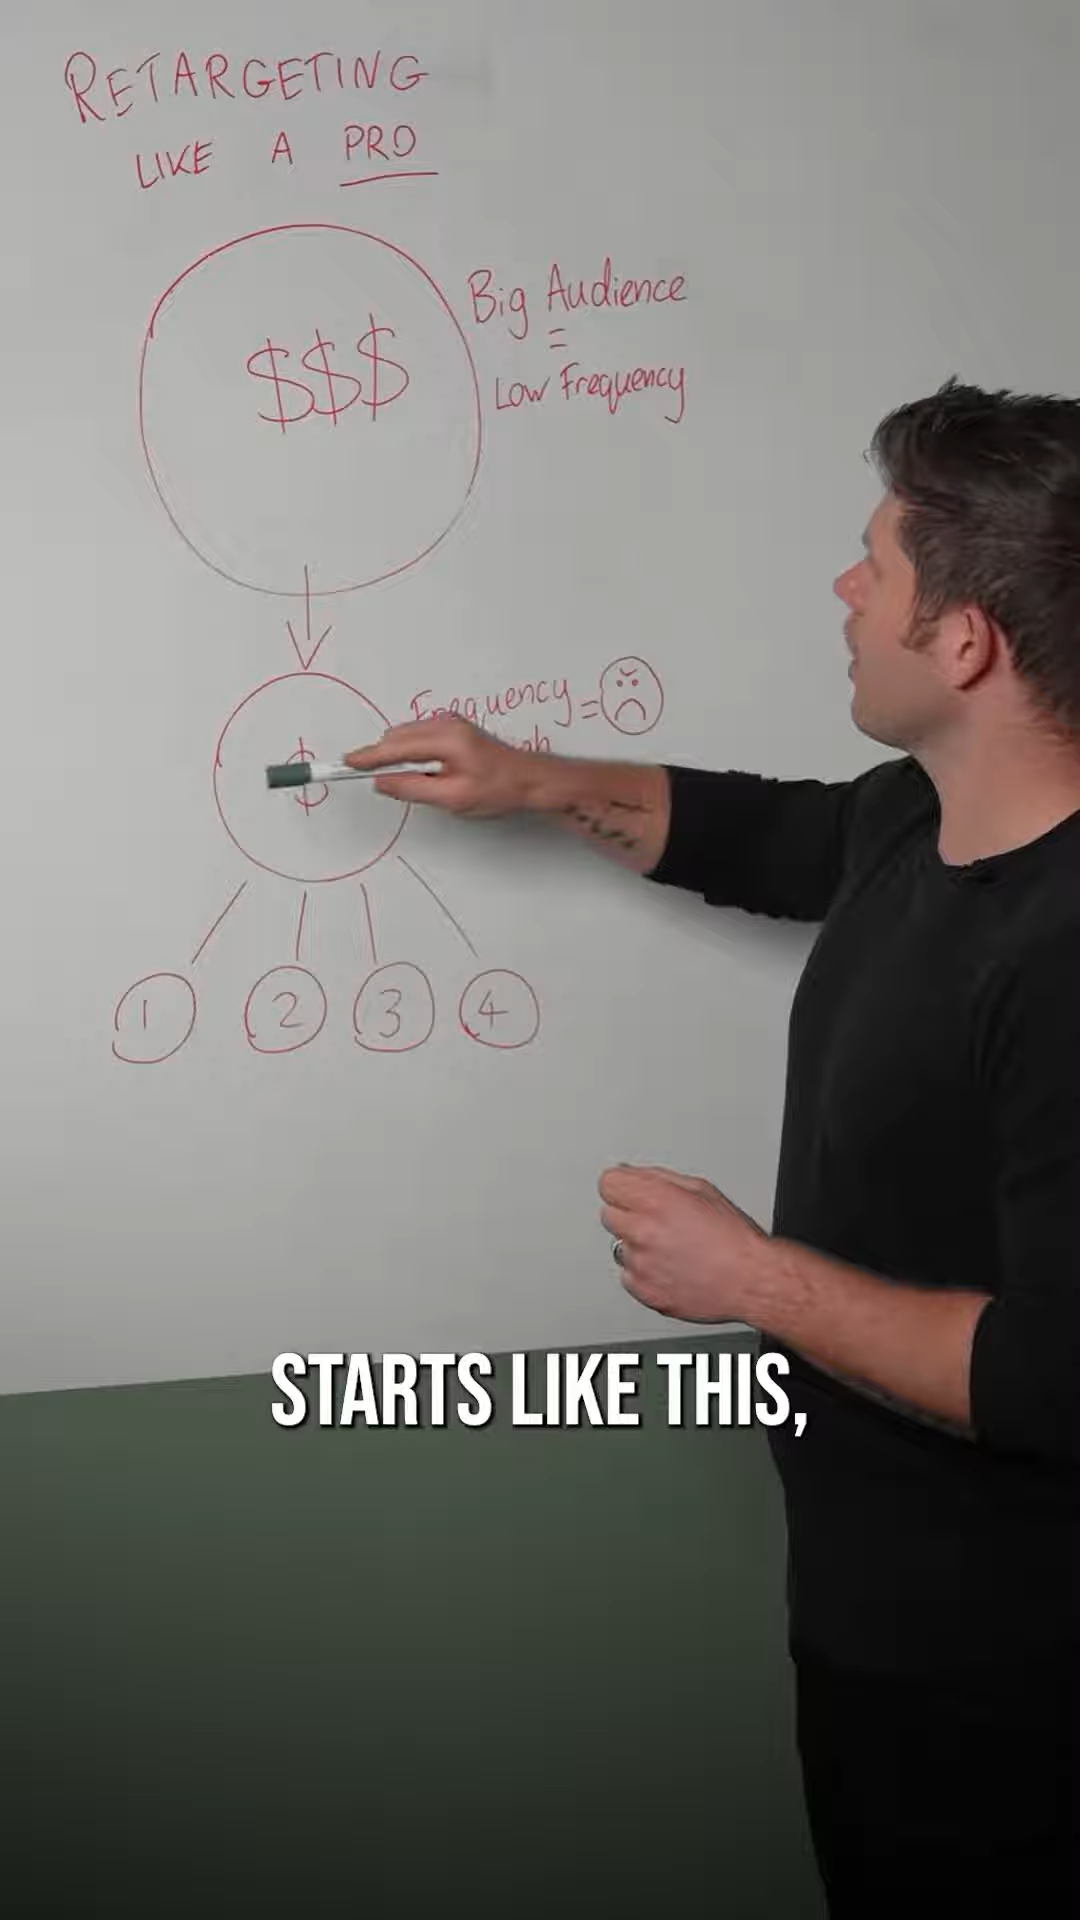 RETARGETING
LIKE A PRO
$$$
Big Audience
=
Low Frequency
Frequency = 
$
1 2 3 4
STARTS LIKE THIS,